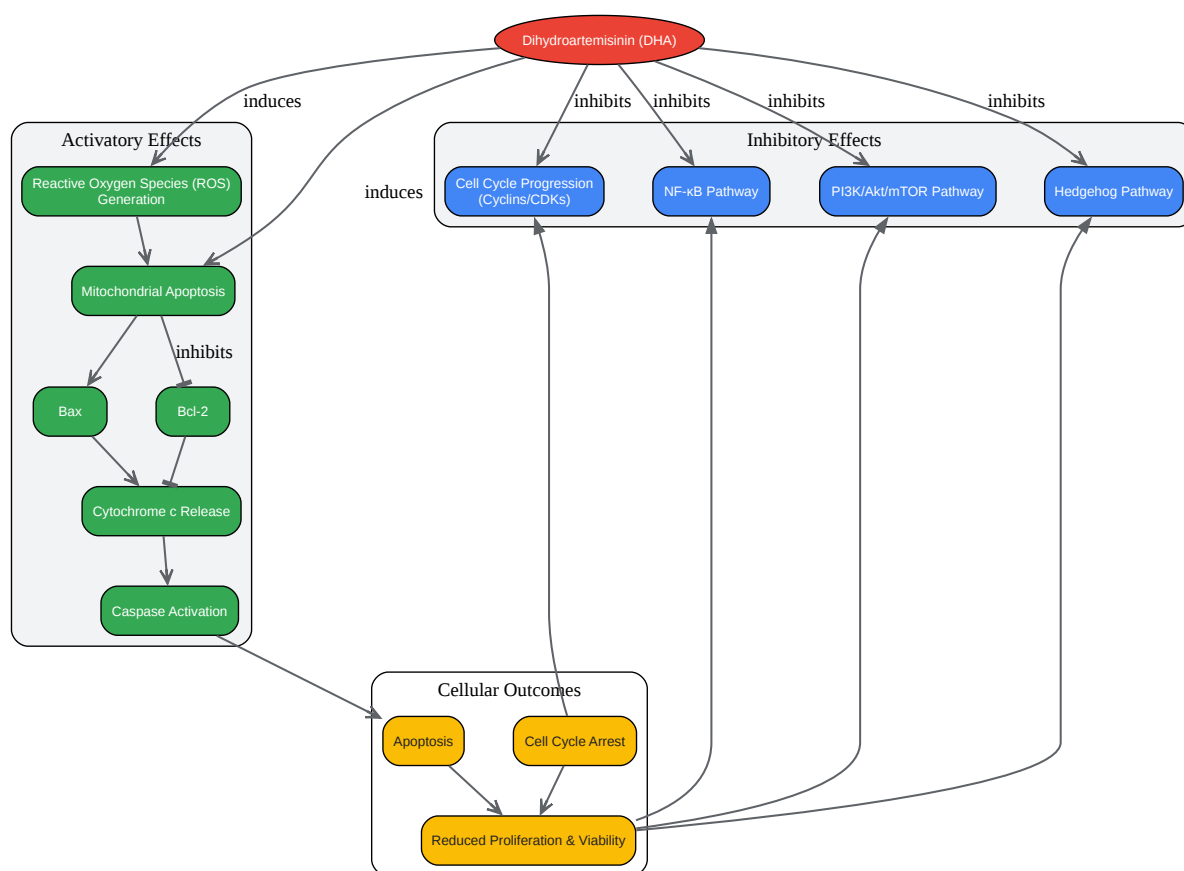 Dihydroartemisinin (DHA)
induces
inhibits
inhibits
inhibits
inhibits
Activatory Effects
Inhibitory Effects
Reactive Oxygen Species (ROS)
Generation
induces
Cell Cycle Progression
(Cyclins/CDKs)
NF-κB Pathway
PI3K/Akt/mTOR Pathway
Hedgehog Pathway
Mitochondrial Apoptosis
inhibits
Bax
Bcl-2
Cytochrome c Release
Caspase Activation
Cellular Outcomes
Apoptosis
Cell Cycle Arrest
Reduced Proliferation & Viability